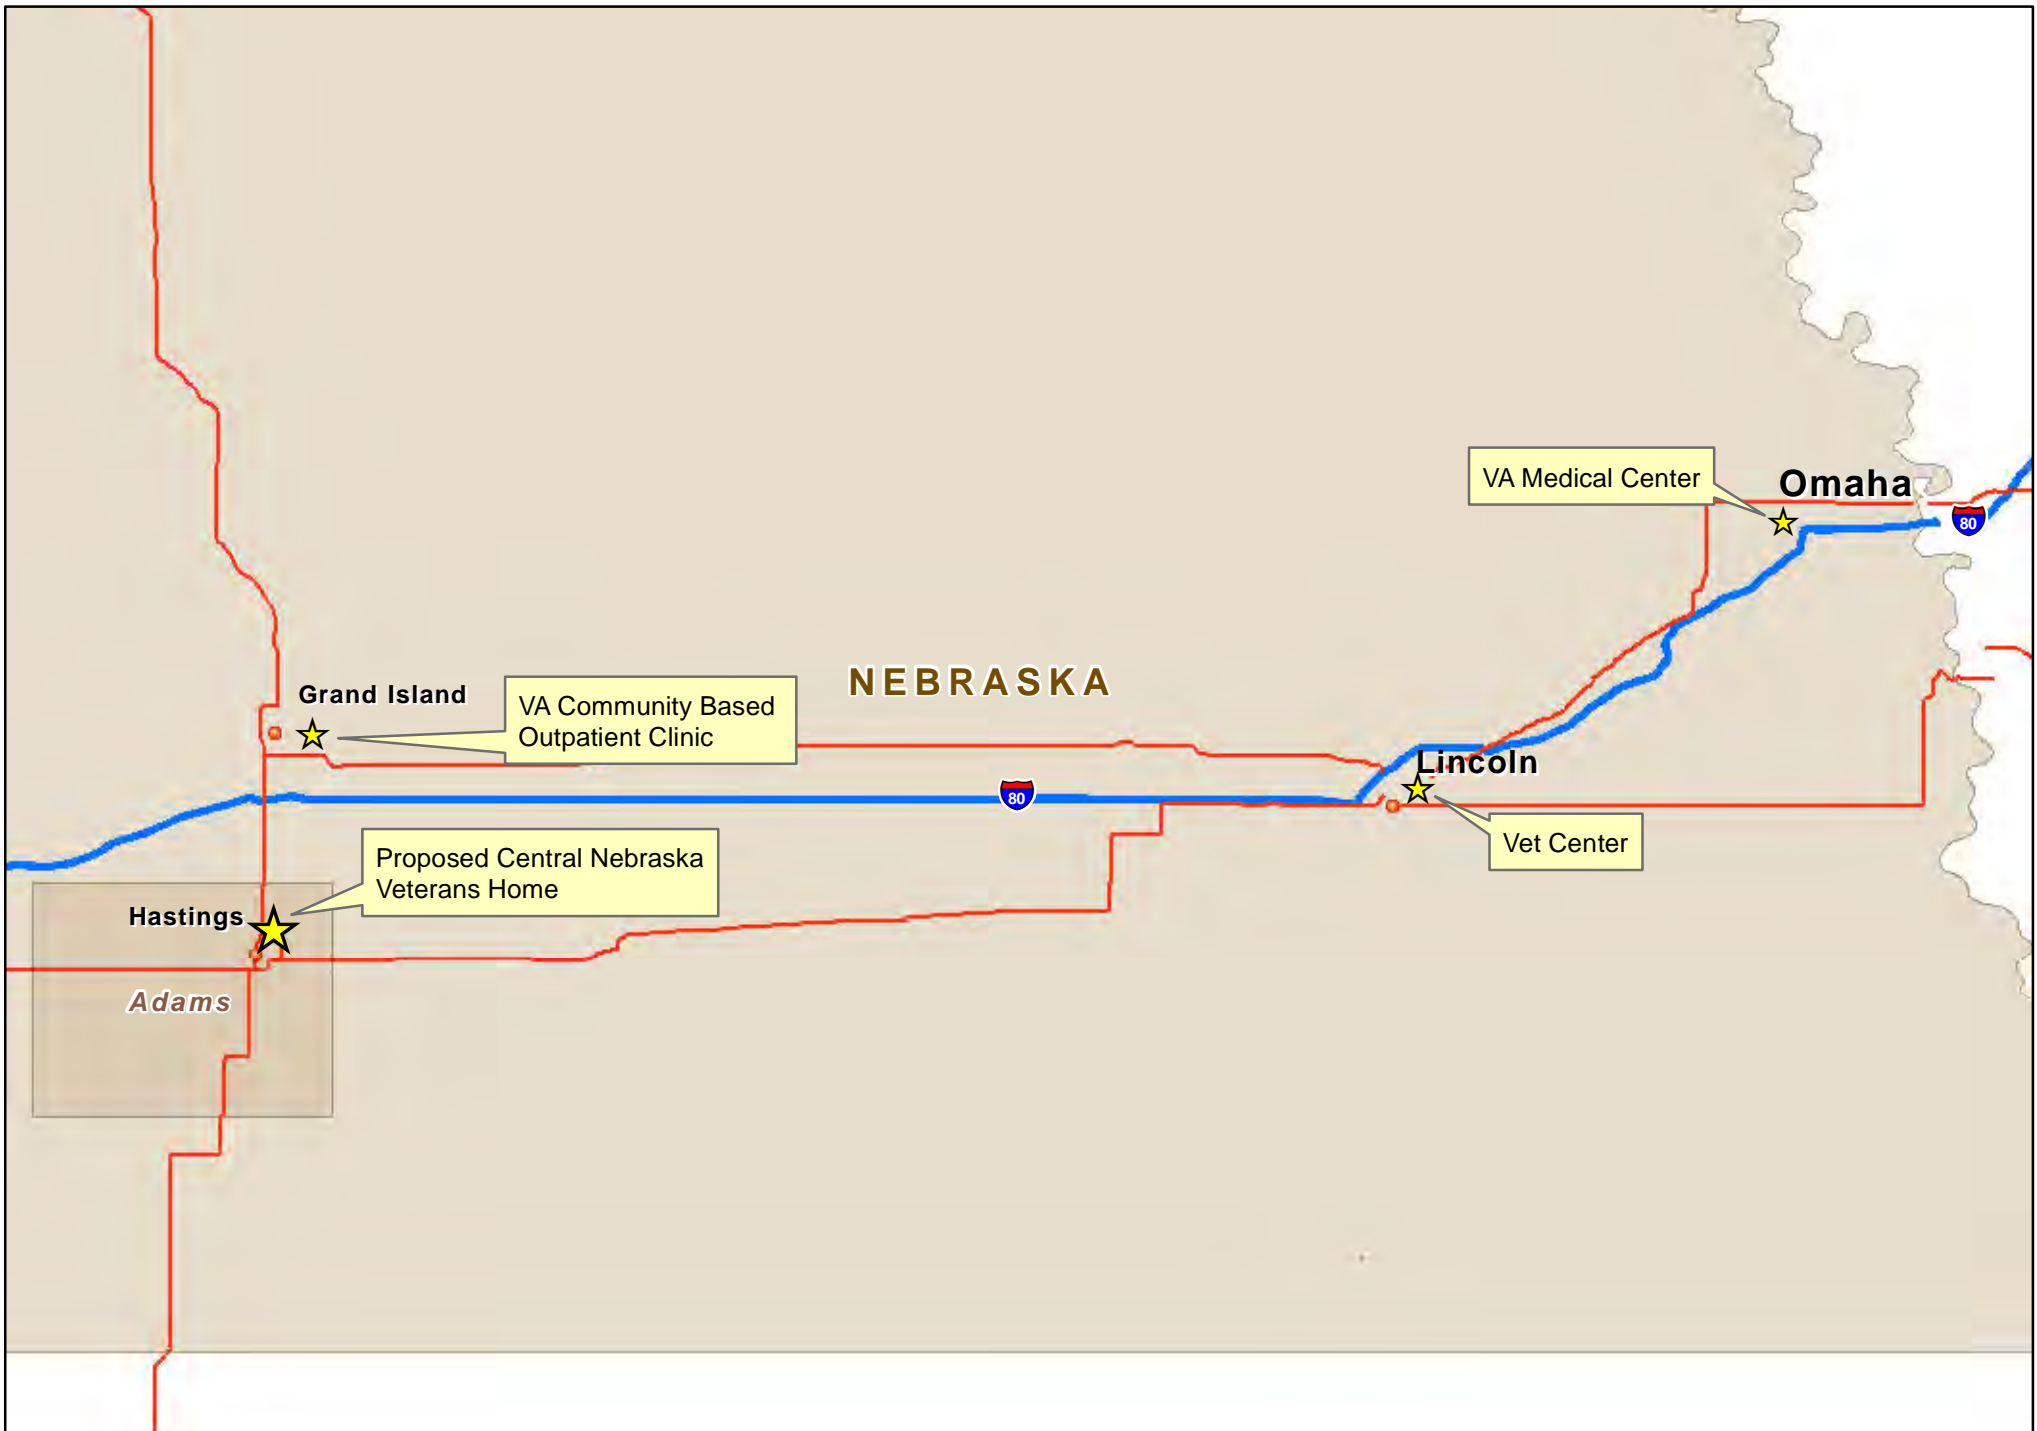 VA Medical Center
Omaha
80
Grand Island
VA Community Based
Outpatient Clinic
NEBRASKA
Lincoln
80
Vet Center
Proposed Central Nebraska
Veterans Home
Hastings
Adams